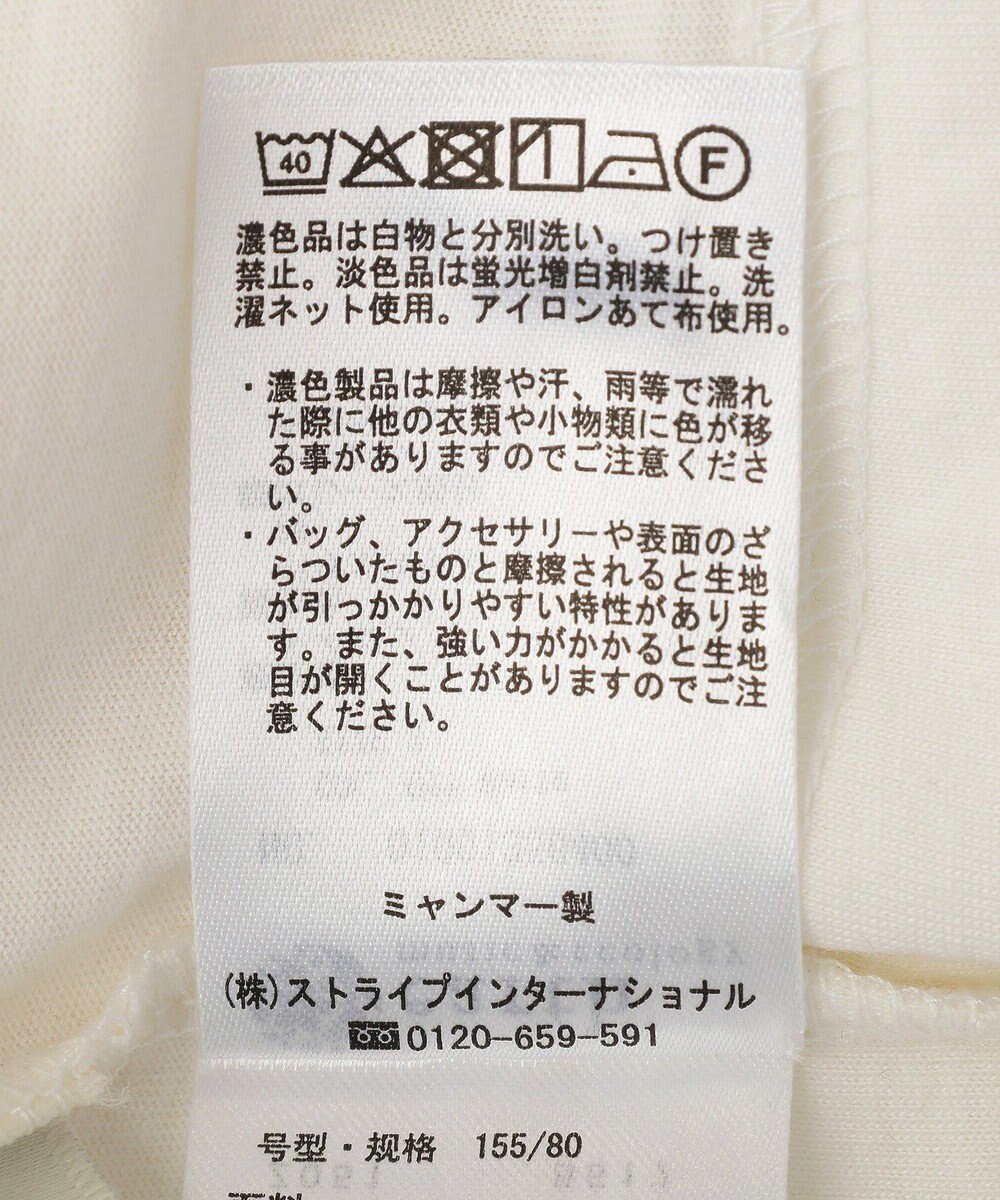 40
F
濃色品は白物と分別洗い。つけ置き
禁止。淡色品は蛍光増白剤禁止。洗
濯ネット使用。アイロンあて布使用。
・濃色製品は摩擦や汗、雨等で濡れ
た際に他の衣類や小物類に色が移
る事がありますのでご注意くださ
い。
・バッグ、アクセサリーや表面のざ
らついたものと摩擦されると生地
が引っかかりやすい特性がありま
す。また、強い力がかかると生地
目が開くことがありますのでご注
意ください。
ミャンマー製
(株)ストライプインターナショナル
0120-659-591
号型・规格 155/80